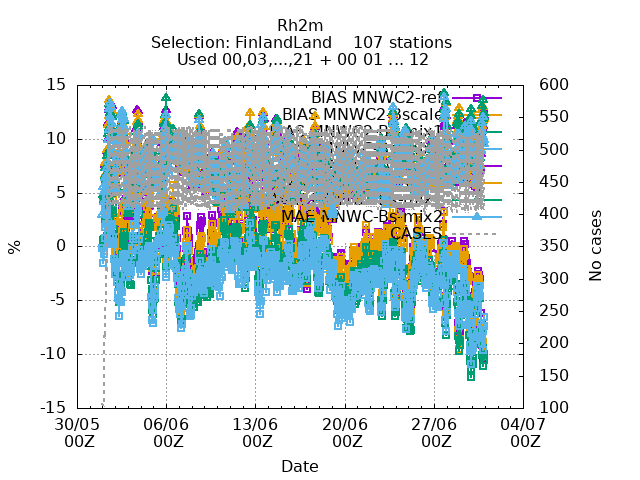 Rh2m
Selection: FinlandLand 107 stations
Used 00,03,...,21 + 00 01 ... 12
15
10
5
0
-5
-10
-15
%
600
550
500
450
400
350
300
250
200
150
100
No cases
BIAS MNWC2-ref
BIAS MNWC2-Bscale
MAE MNWC-Bs-mix2
CASES
30/05 06/06 13/06 20/06 27/06 04/07
00Z 00Z 00Z 00Z 00Z 00Z
Date